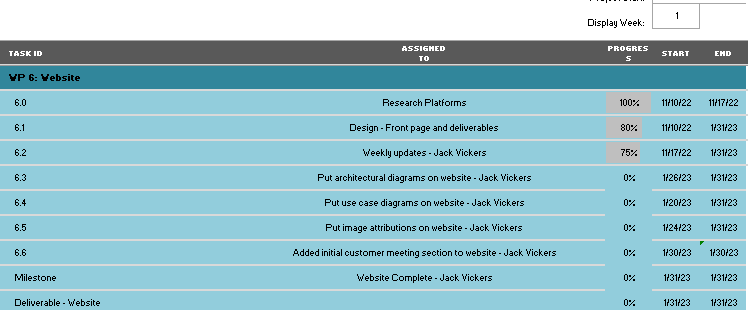 Display Week: 1
TASK ID ASSIGNED TO PROGRESS START END
WP 6: Website
6.0 Research Platforms 100% 11/10/22 11/17/22
6.1 Design - Front page and deliverables 80% 11/10/22 1/31/23
6.2 Weekly updates - Jack Vickers 75% 11/17/22 1/31/23
6.3 Put architectural diagrams on website - Jack Vickers 0% 1/26/23 1/31/23
6.4 Put use case diagrams on website - Jack Vickers 0% 1/20/23 1/31/23
6.5 Put image attributions on website - Jack Vickers 0% 1/24/23 1/31/23
6.6 Added initial customer meeting section to website - Jack Vickers 0% 1/30/23 1/30/23
Milestone Website Complete - Jack Vickers 0% 1/31/23 1/31/23
Deliverable - Website 0% 1/31/23 1/31/23